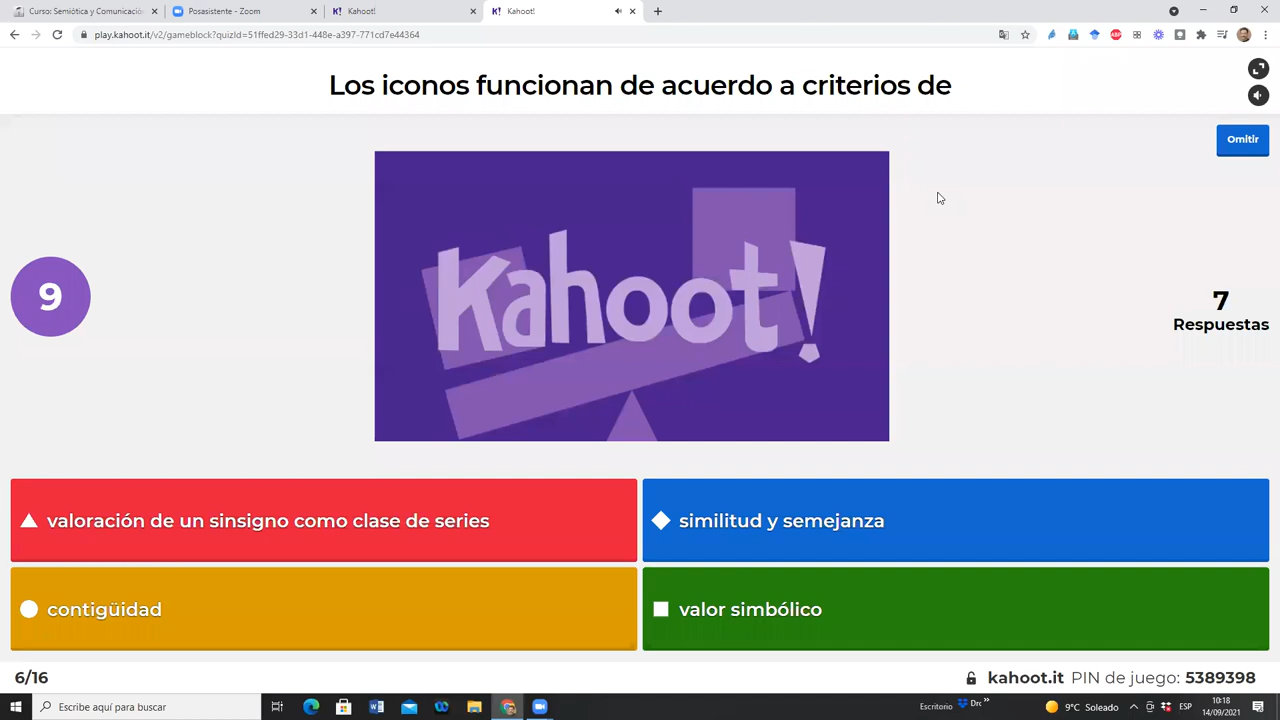 Curso: Semiótica y Comunicación
Posasistente - Zoom
Kahoot!
Kahoot!
play.kahoot.it/v2/gameblock?quizId=51ffed29-33d1-448e-a397-771cd7e44364
Los iconos funcionan de acuerdo a criterios de
Omitir
Kahoot!
9
7
Respuestas
valoración de un sinsigno como clase de series
similitud y semejanza
contigüidad
valor simbólico
6/16
kahoot.it PIN de juego: 5389398
Escribe aquí para buscar
Escritorio
9°C Soleado
ESP
10:18
14/09/2021